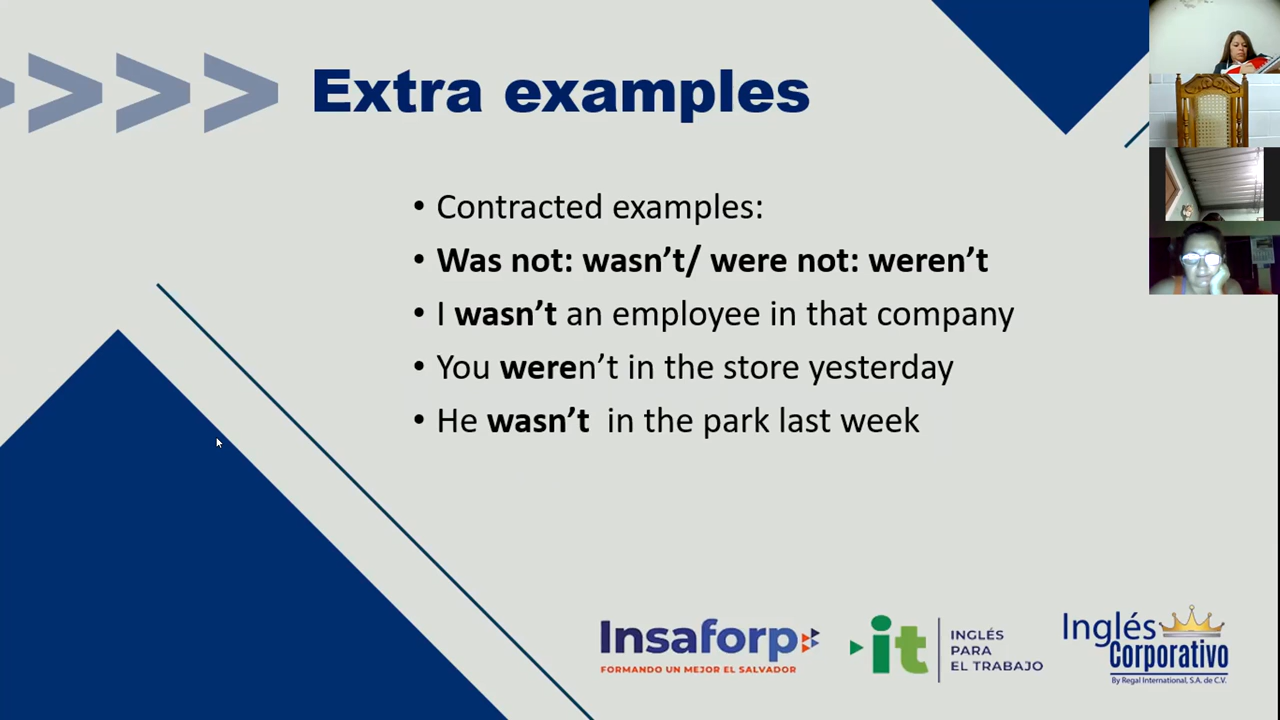 Extra examples
• Contracted examples:
• Was not: wasn’t/ were not: weren’t
• I wasn’t an employee in that company
• You weren’t in the store yesterday
• He wasn’t  in the park last week
Insaforp
FORMANDO UN MEJOR EL SALVADOR
it
INGLÉS
PARA
EL TRABAJO
Inglés
Corporativo
By Regal International, S.A. de C.V.